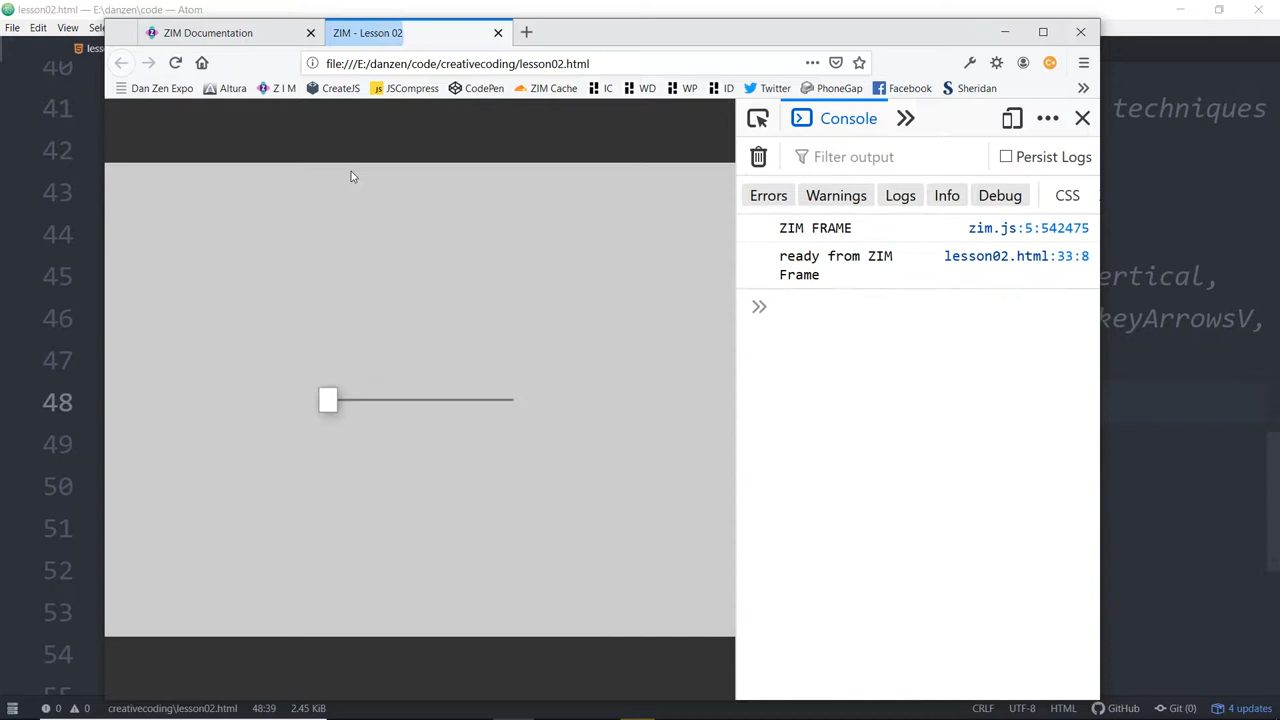 lesson02.html — E:\danzen\code — Atom
File Edit View Sel
ZIM Documentation
ZIM - Lesson 02
file:///E:/danzen/code/creativecoding/lesson02.html
Dan Zen Expo Altura Z I M CreateJS JSCompress CodePen ZIM Cache IC WD WP ID Twitter PhoneGap Facebook Sheridan
Console
Filter output
Persist Logs
Errors Warnings Logs Info Debug CSS
ZIM FRAME zim.js:5:542475
ready from ZIM lesson02.html:33:8
Frame
less
40
41 techniques
42
43
44
45 ertical,
46 keyArrowsV,
47
48
49
50
51
52
53
54
55
0 0 creativecoding\lesson02.html 48:39 2.45 KiB CRLF UTF-8 HTML GitHub Git (0) 4 updates